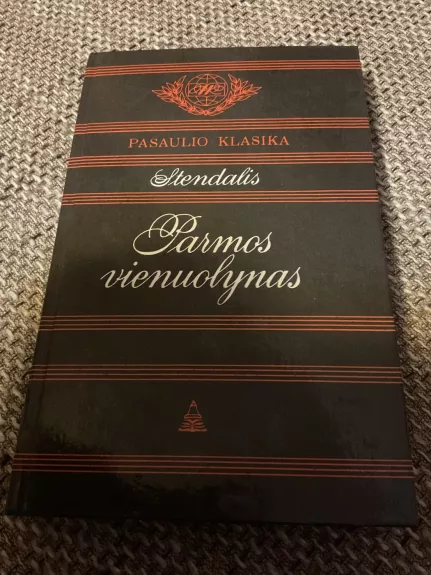 PASAULIO KLASIKA
Stendalis
Parmos
vienuolynas